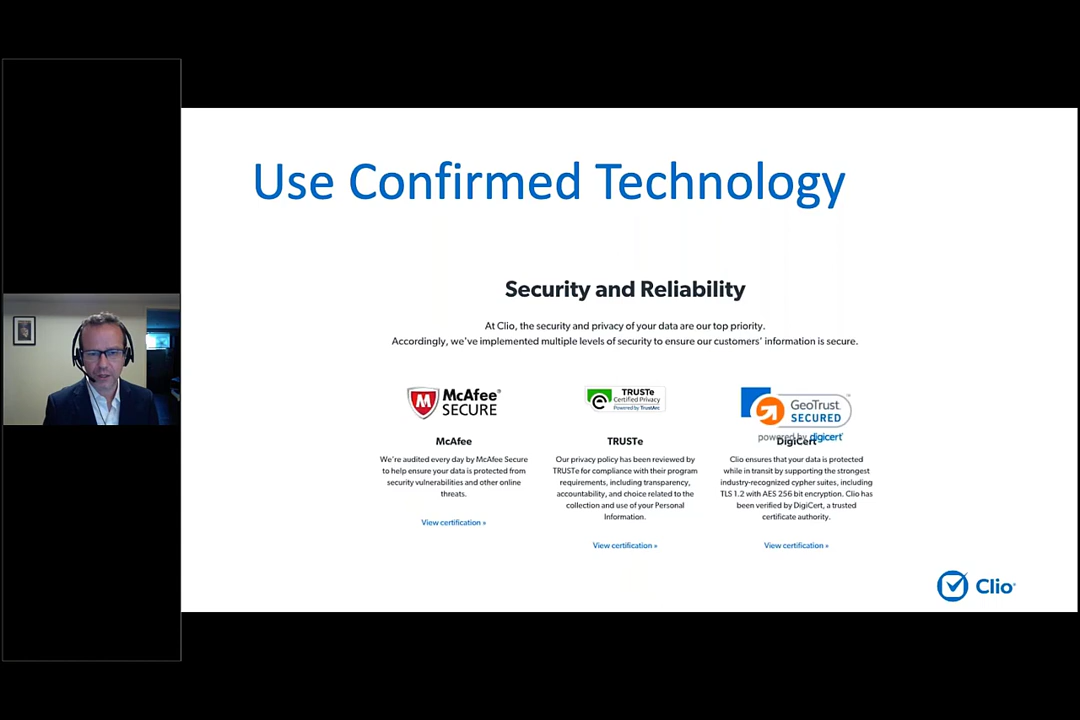 Use Confirmed Technology
Security and Reliability
At Clio, the security and privacy of your data are our top priority.
Accordingly, we've implemented multiple levels of security to ensure our customers' information is secure.
McAfee®
SECURE
McAfee
We're audited every day by McAfee Secure
to help ensure your data is protected from
security vulnerabilities and other online
threats.
View certification »
TRUSTe
Certified Privacy
Powered by TrustArc
TRUSTe
Our privacy policy has been reviewed by
TRUSTe for compliance with their program
requirements, including transparency,
accountability, and choice related to the
collection and use of your Personal
Information.
View certification »
GeoTrust
SECURED
powered by digicert
DigiCert
Clio ensures that your data is protected
while in transit by supporting the strongest
industry-recognized cypher suites, including
TLS 1.2 with AES 256 bit encryption. Clio has
been verified by DigiCert, a trusted
certificate authority.
View certification »
Clio